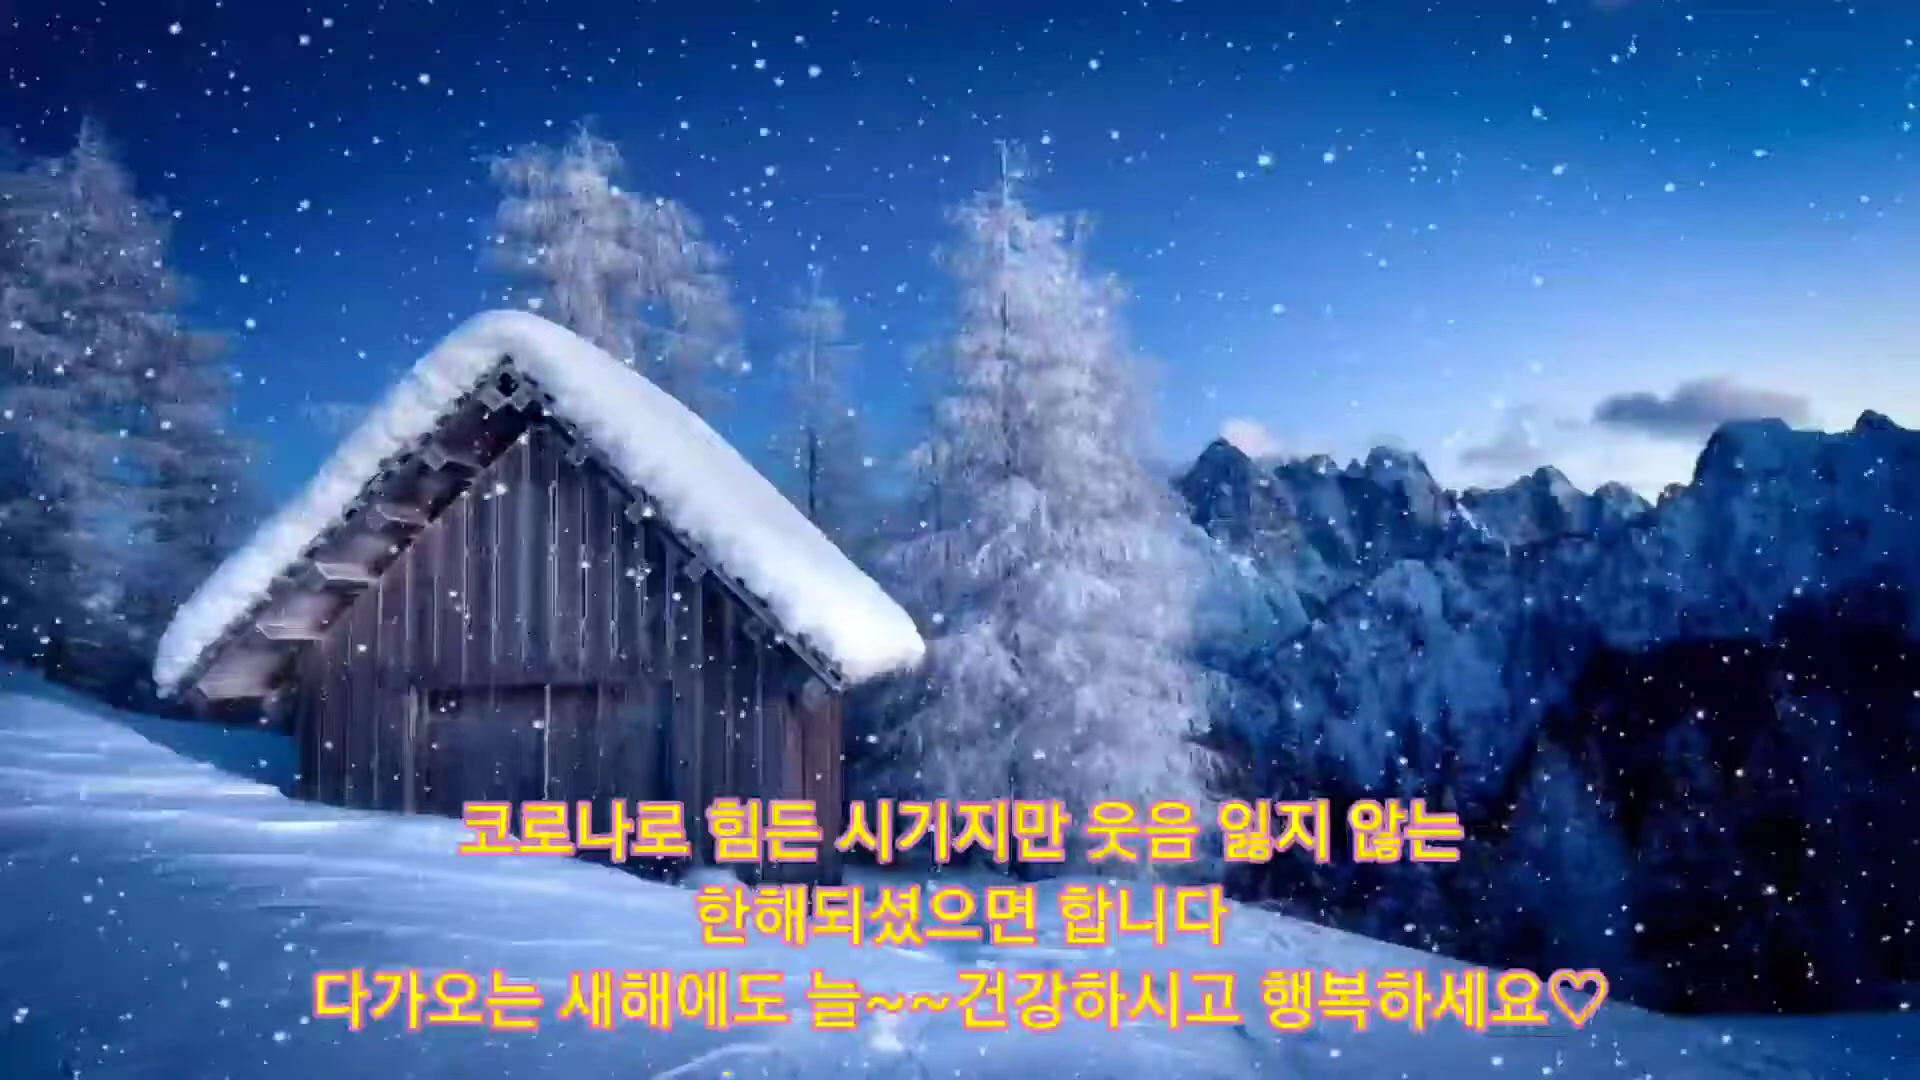 코로나로 힘든 시기지만 웃음 잃지 않는
한해되셨으면 합니다
다가오는 새해에도 늘~~건강하시고 행복하세요♡